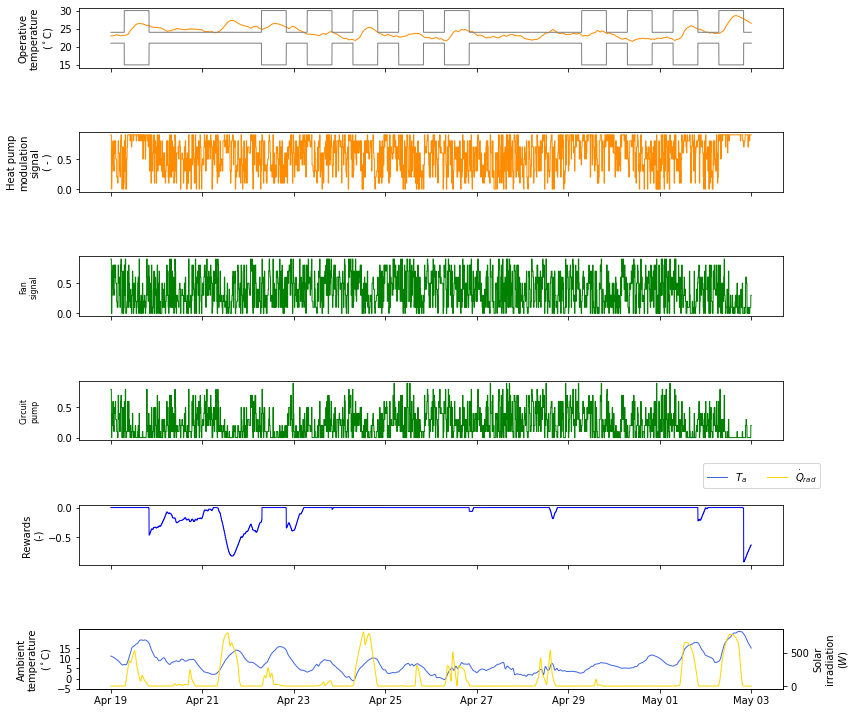 Operative
temperature
(°C)
30
25
20
15
Heat pump
modulation
signal
( - )
0.5
0.0
Fan
signal
0.5
0.0
Circuit
pump
0.5
0.0
T_a
Q̇_rad
Rewards
(-)
0.0
−0.5
Ambient
temperature
(°C)
15
10
5
0
−5
500
0
Solar
irradiation
(W)
Apr 19 Apr 21 Apr 23 Apr 25 Apr 27 Apr 29 May 01 May 03